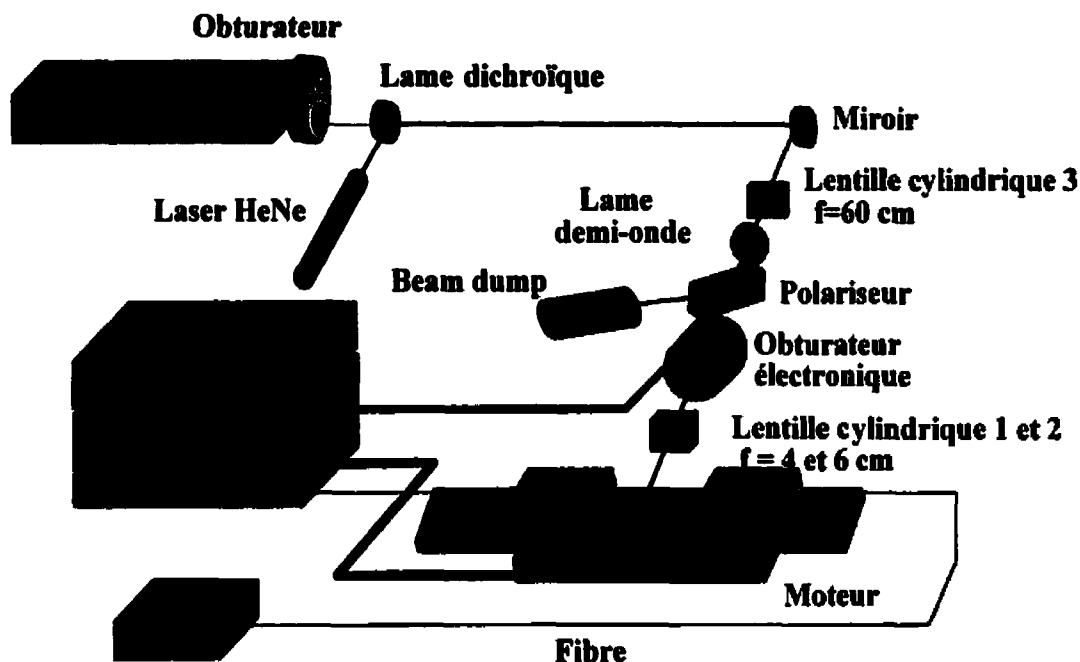 Obturateur
Lame dichroïque
Miroir
Lentille cylindrique 3
f=60 cm
Laser HeNe
Lame
demi-onde
Beam dump
Polariseur
Obturateur
électronique
Lentille cylindrique 1 et 2
f = 4 et 6 cm
Moteur
Fibre